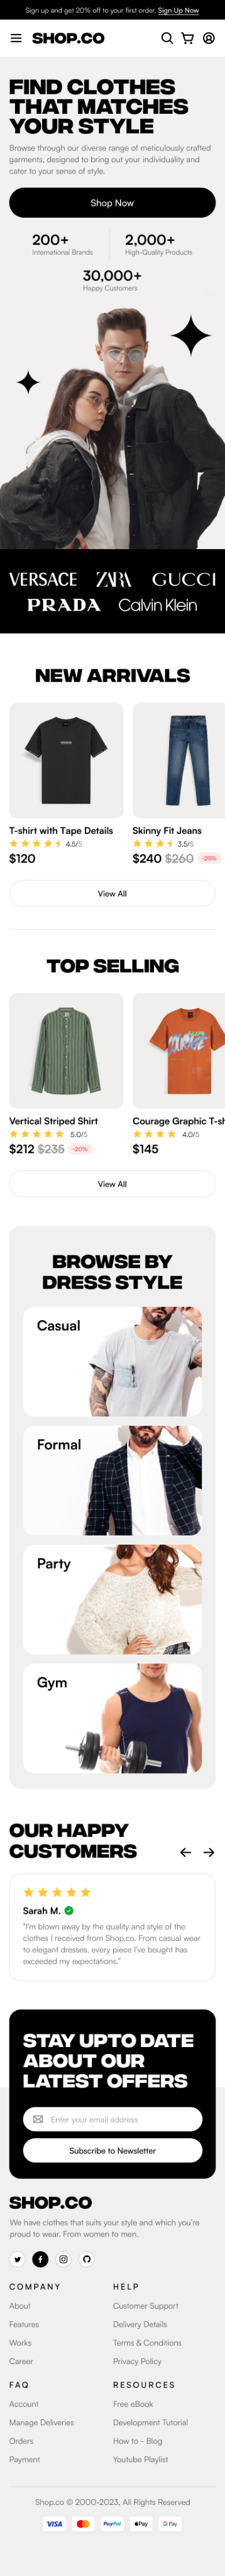 Sign up and get 20% off to your first order. Sign Up Now
SHOP.CO
FIND CLOTHES
THAT MATCHES
YOUR STYLE
Browse through our diverse range of meticulously crafted
garments, designed to bring out your individuality and
cater to your sense of style.
Shop Now
200+ 2,000+
International Brands High-Quality Products
30,000+
Happy Customers
VERSACE ZARA GUCCI
PRADA Calvin Klein
NEW ARRIVALS
T-shirt with Tape Details Skinny Fit Jeans
4.5/5 3.5/5
$120 $240 $260 -20%
View All
TOP SELLING
Vertical Striped Shirt Courage Graphic T-sh
5.0/5 4.0/5
$212 $235 -20% $145
View All
BROWSE BY
DRESS STYLE
Casual
Formal
Party
Gym
OUR HAPPY
CUSTOMERS
Sarah M.
"I'm blown away by the quality and style of the
clothes I received from Shop.co. From casual wear
to elegant dresses, every piece I've bought has
exceeded my expectations.”
STAY UPTO DATE
ABOUT OUR
LATEST OFFERS
Enter your email address
Subscribe to Newsletter
SHOP.CO
We have clothes that suits your style and which you're
proud to wear. From women to men.
COMPANY HELP
About Customer Support
Features Delivery Details
Works Terms & Conditions
Career Privacy Policy
FAQ RESOURCES
Account Free eBook
Manage Deliveries Development Tutorial
Orders How to - Blog
Payment Youtube Playlist
Shop.co © 2000-2023, All Rights Reserved
VISA PayPal Pay G Pay